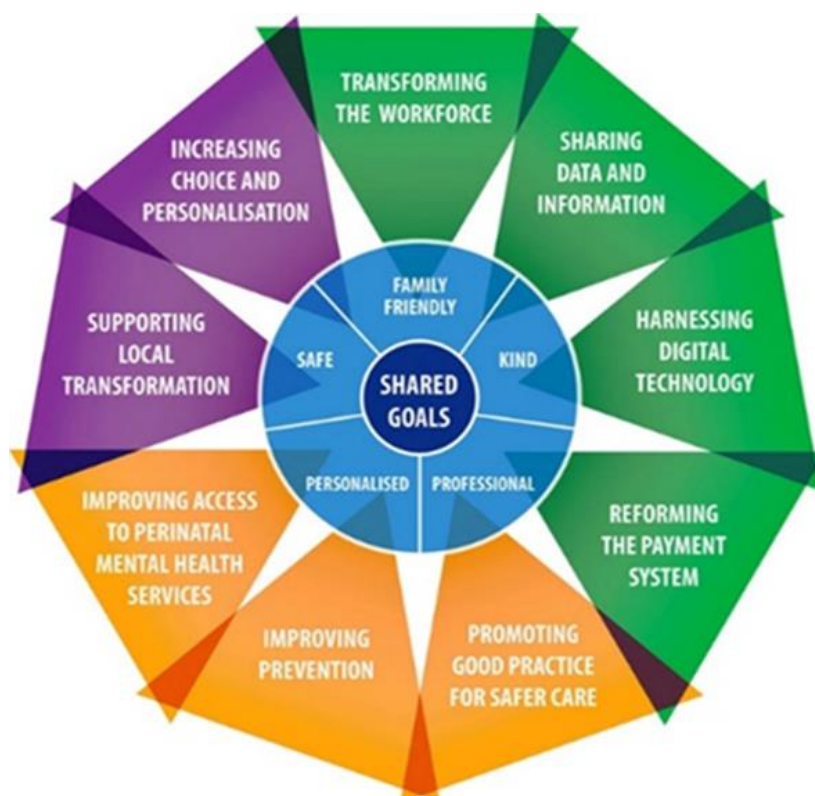 TRANSFORMING
THE WORKFORCE
SHARING
DATA AND
INFORMATION
HARNESSING
DIGITAL
TECHNOLOGY
REFORMING
THE PAYMENT
SYSTEM
PROMOTING
GOOD PRACTICE
FOR SAFER CARE
IMPROVING
PREVENTION
IMPROVING ACCESS
TO PERINATAL
MENTAL HEALTH
SERVICES
SUPPORTING
LOCAL
TRANSFORMATION
INCREASING
CHOICE AND
PERSONALISATION
FAMILY
FRIENDLY
KIND
PROFESSIONAL
PERSONALISED
SAFE
SHARED
GOALS